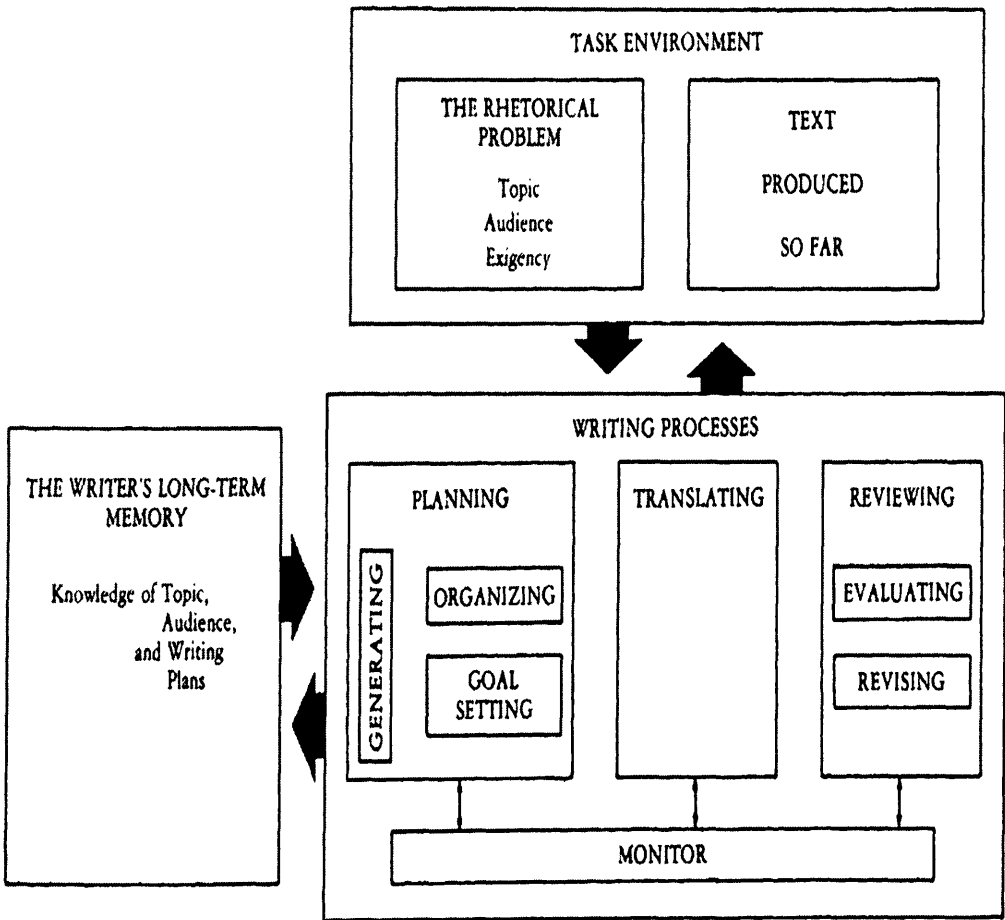 TASK ENVIRONMENT
THE RHETORICAL
PROBLEM
Topic
Audience
Exigency
TEXT
PRODUCED
SO FAR
THE WRITER'S LONG-TERM
MEMORY
Knowledge of Topic,
Audience,
and Writing
Plans
WRITING PROCESSES
PLANNING
GENERATING
ORGANIZING
GOAL
SETTING
TRANSLATING
REVIEWING
EVALUATING
REVISING
MONITOR